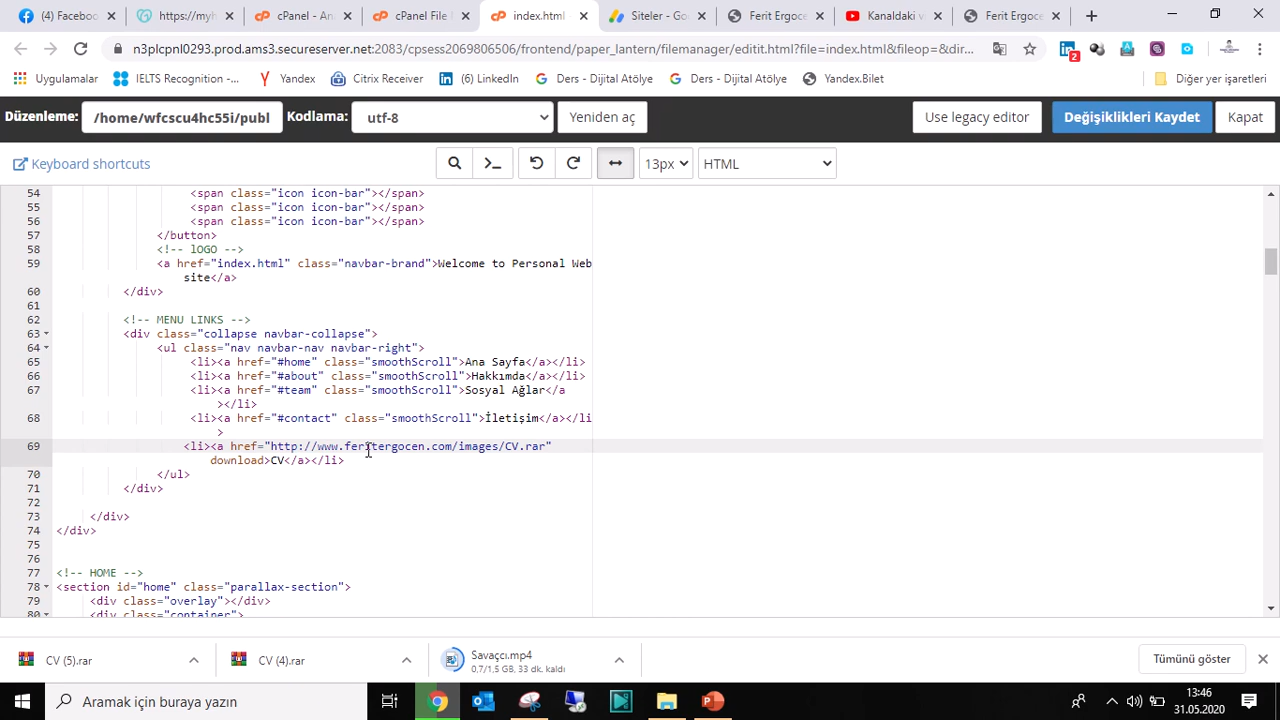 (4) Faceboo
https://myh
cPanel - An
cPanel File
index.html -
Siteler - Go
Ferit Ergoce
Kanaldaki v
Ferit Ergoce
n3plcpnl0293.prod.ams3.secureserver.net:2083/cpsess2069806506/frontend/paper_lantern/filemanager/editit.html?file=index.html&fileop=&dir...
2
Uygulamalar
IELTS Recognition -
Yandex
Citrix Receiver
(6) LinkedIn
Ders - Dijital Atölye
Ders - Dijital Atölye
Yandex.Bilet
Diğer yer işaretleri
Düzenleme: /home/wfcscu4hc55i/publ Kodlama: utf-8 Yeniden aç Use legacy editor Değişiklikleri Kaydet Kapat
Keyboard shortcuts 13px HTML
54 <span class="icon icon-bar"></span>
55 <span class="icon icon-bar"></span>
56 <span class="icon icon-bar"></span>
57 </button>
58 <!-- lOGO -->
59 <a href="index.html" class="navbar-brand">Welcome to Personal Web
site</a>
60 </div>
61
62 <!-- MENU LINKS -->
63 <div class="collapse navbar-collapse">
64 <ul class="nav navbar-nav navbar-right">
65 <li><a href="#home" class="smoothScroll">Ana Sayfa</a></li>
66 <li><a href="#about" class="smoothScroll">Hakkımda</a></li>
67 <li><a href="#team" class="smoothScroll">Sosyal Ağlar</a
></li>
68 <li><a href="#contact" class="smoothScroll">İletişim</a></li
>
69 <li><a href="http://www.feritergocen.com/images/CV.rar"
download>CV</a></li>
70 </ul>
71 </div>
72
73 </div>
74 </div>
75
76
77 <!-- HOME -->
78 <section id="home" class="parallax-section">
79 <div class="overlay"></div>
80 <div class="container">
CV (5).rar
CV (4).rar
Savaçcı.mp4
0,7/1,5 GB, 33 dk. kaldı
Tümünü göster
Aramak için buraya yazın
13:46
31.05.2020